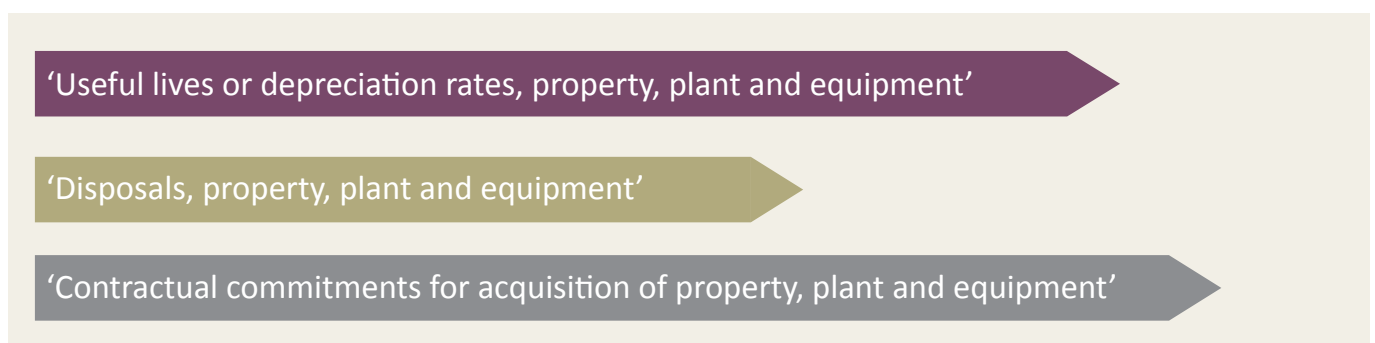 ‘Useful lives or depreciation rates, property, plant and equipment’
‘Disposals, property, plant and equipment’
‘Contractual commitments for acquisition of property, plant and equipment’